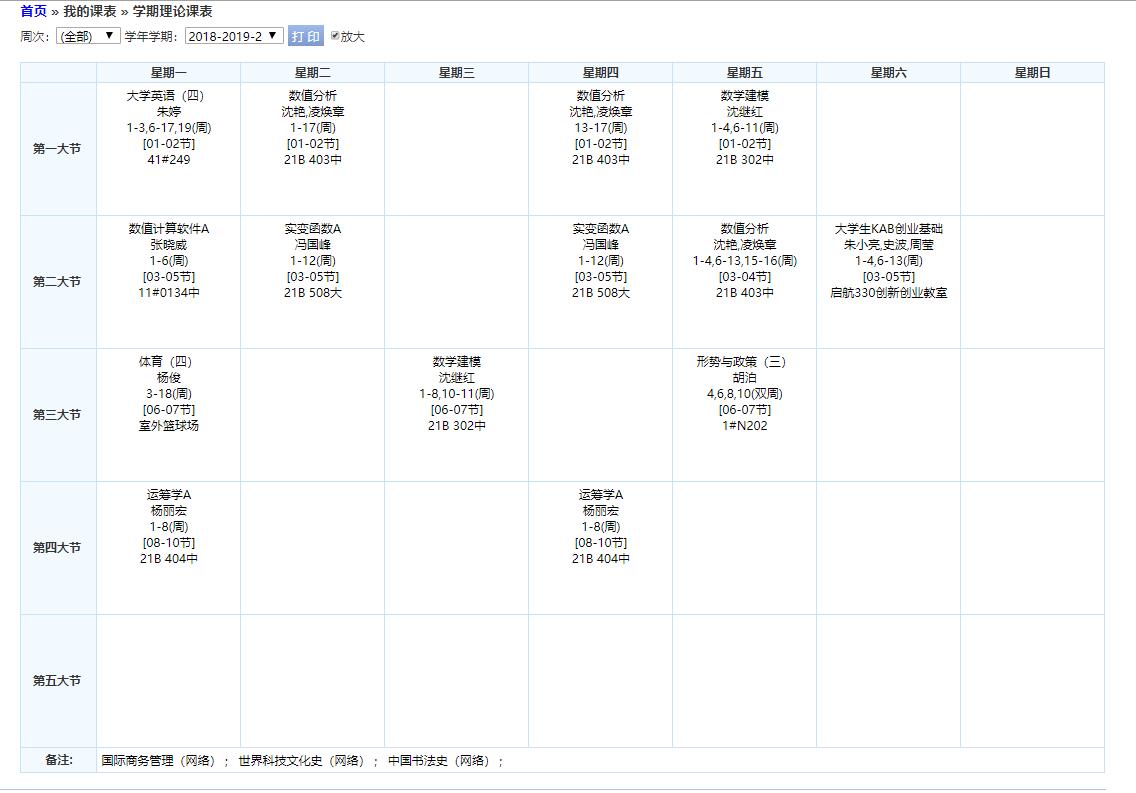 首页 » 我的课表 » 学期理论课表
周次: (全部) 学年学期: 2018-2019-2 打印 放大
星期一 星期二 星期三 星期四 星期五 星期六 星期日
第一大节
大学英语（四）
朱婷
1-3,6-17,19(周)
[01-02节]
41#249
数值分析
沈艳,凌焕章
1-17(周)
[01-02节]
21B 403中
数值分析
沈艳,凌焕章
13-17(周)
[01-02节]
21B 403中
数学建模
沈继红
1-4,6-11(周)
[01-02节]
21B 302中
第二大节
数值计算软件A
张晓威
1-6(周)
[03-05节]
11#0134中
实变函数A
冯国峰
1-12(周)
[03-05节]
21B 508大
实变函数A
冯国峰
1-12(周)
[03-05节]
21B 508大
数值分析
沈艳,凌焕章
1-4,6-13,15-16(周)
[03-04节]
21B 403中
大学生KAB创业基础
朱小亮,史波,周莹
1-4,6-13(周)
[03-05节]
启航330创新创业教室
第三大节
体育（四）
杨俊
3-18(周)
[06-07节]
室外篮球场
数学建模
沈继红
1-8,10-11(周)
[06-07节]
21B 302中
形势与政策（三）
胡泊
4,6,8,10(双周)
[06-07节]
1#N202
第四大节
运筹学A
杨丽宏
1-8(周)
[08-10节]
21B 404中
运筹学A
杨丽宏
1-8(周)
[08-10节]
21B 404中
第五大节
备注: 国际商务管理（网络）； 世界科技文化史（网络）； 中国书法史（网络）；